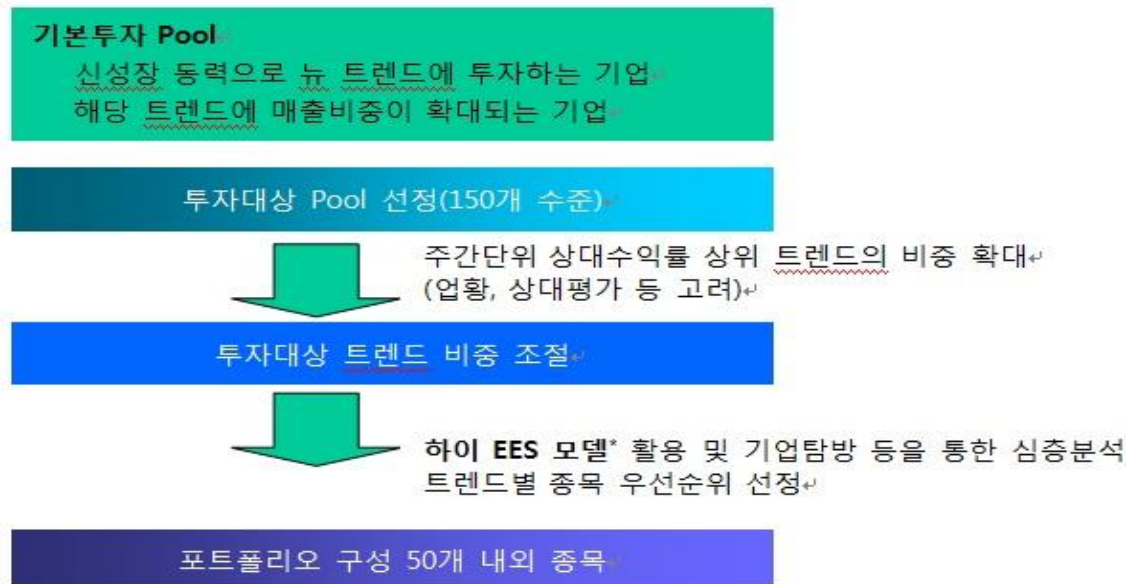 기본투자 Pool
신성장 동력으로 뉴 트렌드에 투자하는 기업
해당 트렌드에 매출비중이 확대되는 기업
투자대상 Pool 선정(150개 수준)
주간단위 상대수익률 상위 트렌드의 비중 확대
(업황, 상대평가 등 고려)
투자대상 트렌드 비중 조절
하이 EES 모델* 활용 및 기업탐방 등을 통한 심층분석
트렌드별 종목 우선순위 선정
포트폴리오 구성 50개 내외 종목